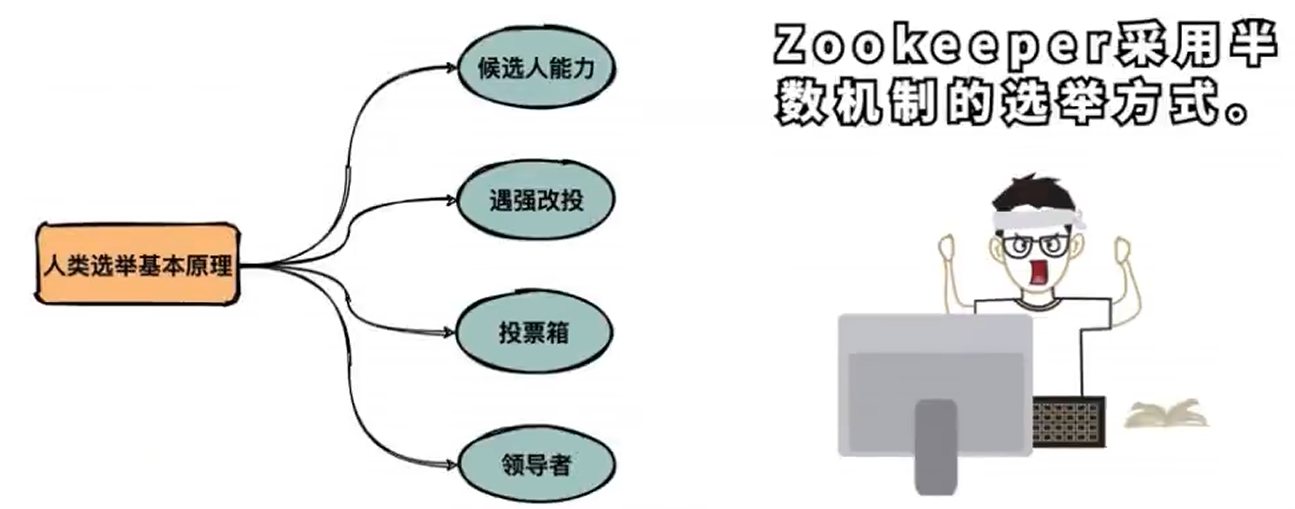 人类选举基本原理
候选人能力
遇强改投
投票箱
领导者
Zookeeper采用半
数机制的选举方式。